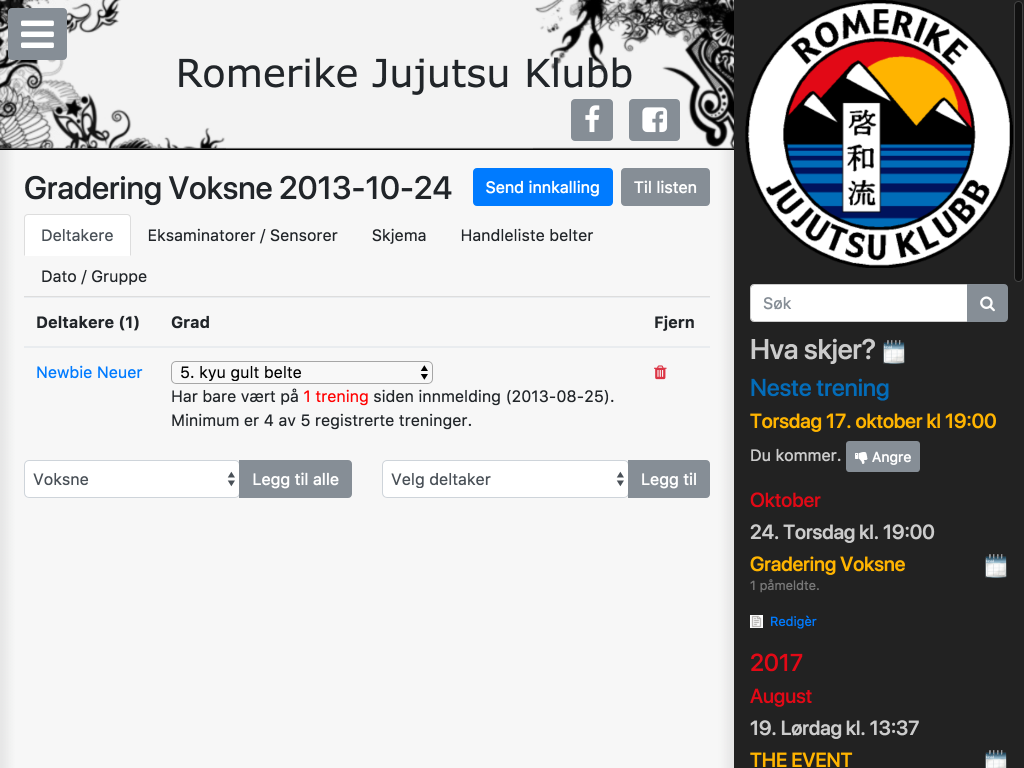 Romerike Jujutsu Klubb
Gradering Voksne 2013-10-24
Send innkalling
Til listen
Deltakere
Eksaminatorer / Sensorer
Skjema
Handleliste belter
Dato / Gruppe
Deltakere (1)
Grad
Fjern
Newbie Neuer
5. kyu gult belte
Har bare vært på 1 trening siden innmelding (2013-08-25).
Minimum er 4 av 5 registrerte treninger.
Voksne
Legg til alle
Velg deltaker
Legg til
ROMERIKE
啓和流
JUJUTSU KLUBB
Søk
Hva skjer?
Neste trening
Torsdag 17. oktober kl 19:00
Du kommer.
Angre
Oktober
24. Torsdag kl. 19:00
Gradering Voksne
1 påmeldte.
Redigèr
2017
August
19. Lørdag kl. 13:37
THE EVENT